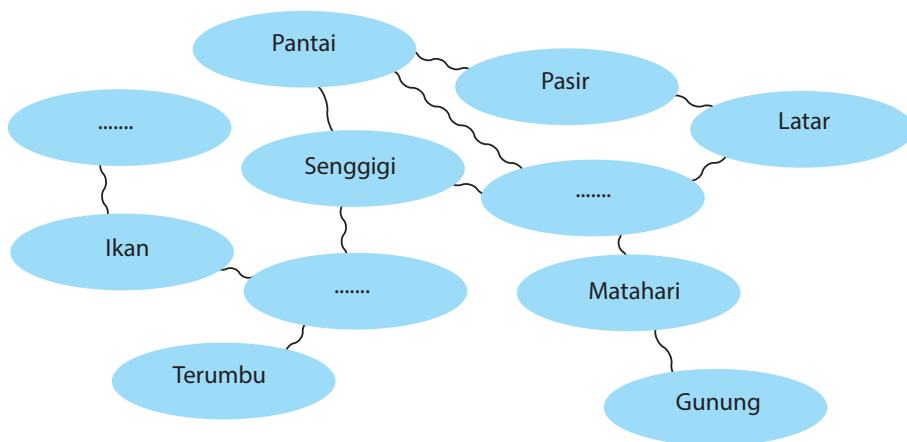 Pantai
Pasir
.......
Latar
Senggigi
.......
Ikan
.......
Matahari
Terumbu
Gunung